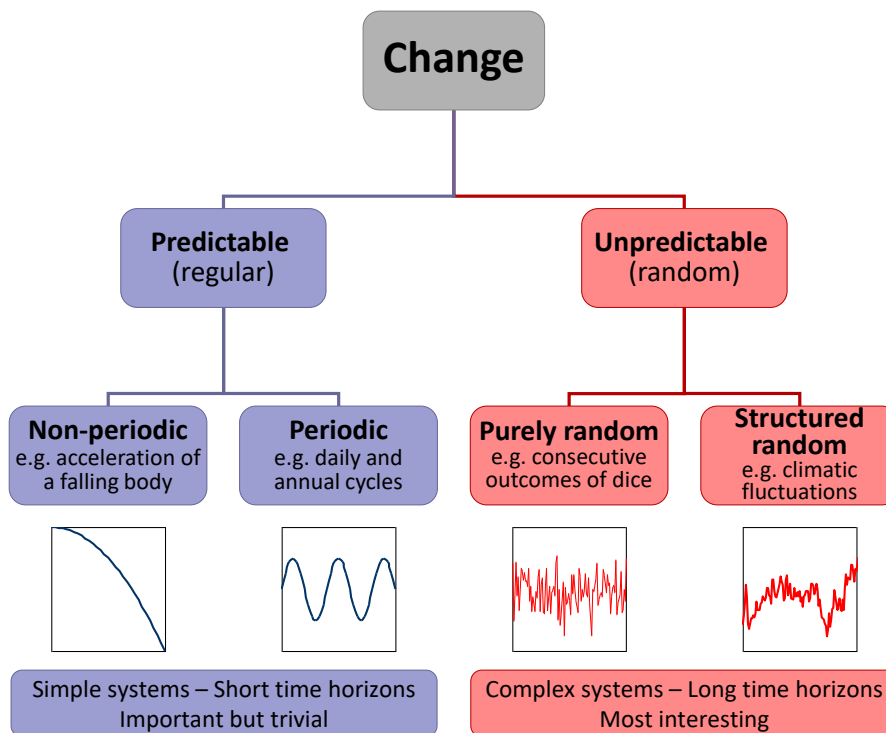 Change
Predictable
(regular)
Unpredictable
(random)
Non-periodic
e.g. acceleration of
a falling body
Periodic
e.g. daily and
annual cycles
Purely random
e.g. consecutive
outcomes of dice
Structured
random
e.g. climatic
fluctuations
Simple systems – Short time horizons
Important but trivial
Complex systems – Long time horizons
Most interesting